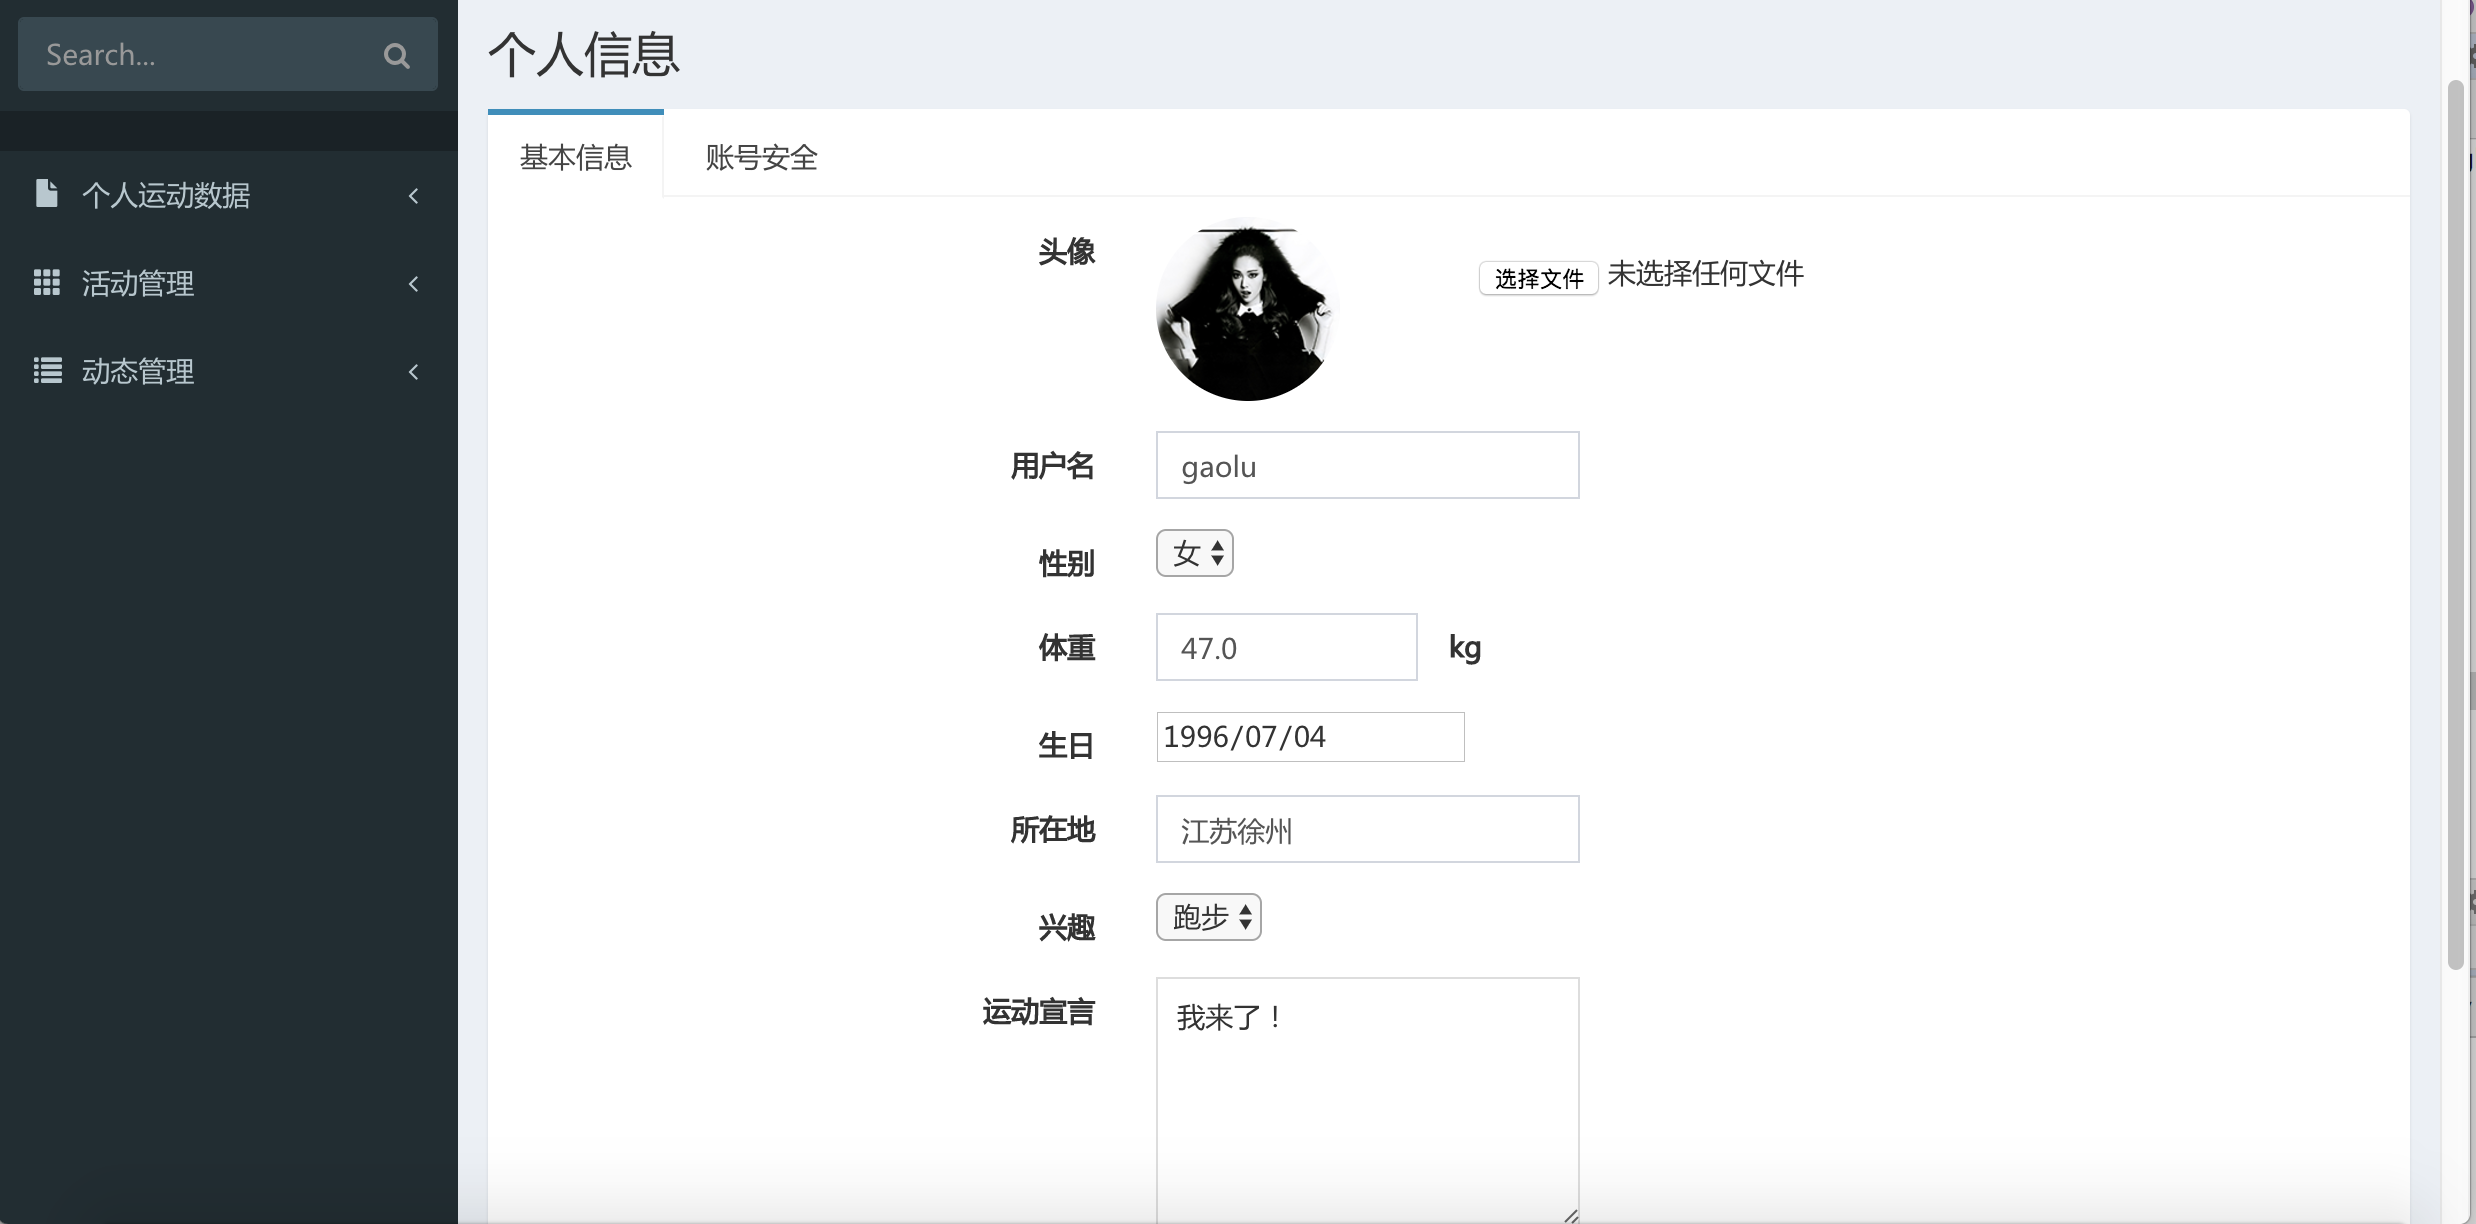 Search...
个人运动数据
活动管理
动态管理
个人信息
基本信息 账号安全
头像 选择文件 未选择任何文件
用户名 gaolu
性别 女
体重 47.0 kg
生日 1996/07/04
所在地 江苏徐州
兴趣 跑步
运动宣言 我来了！